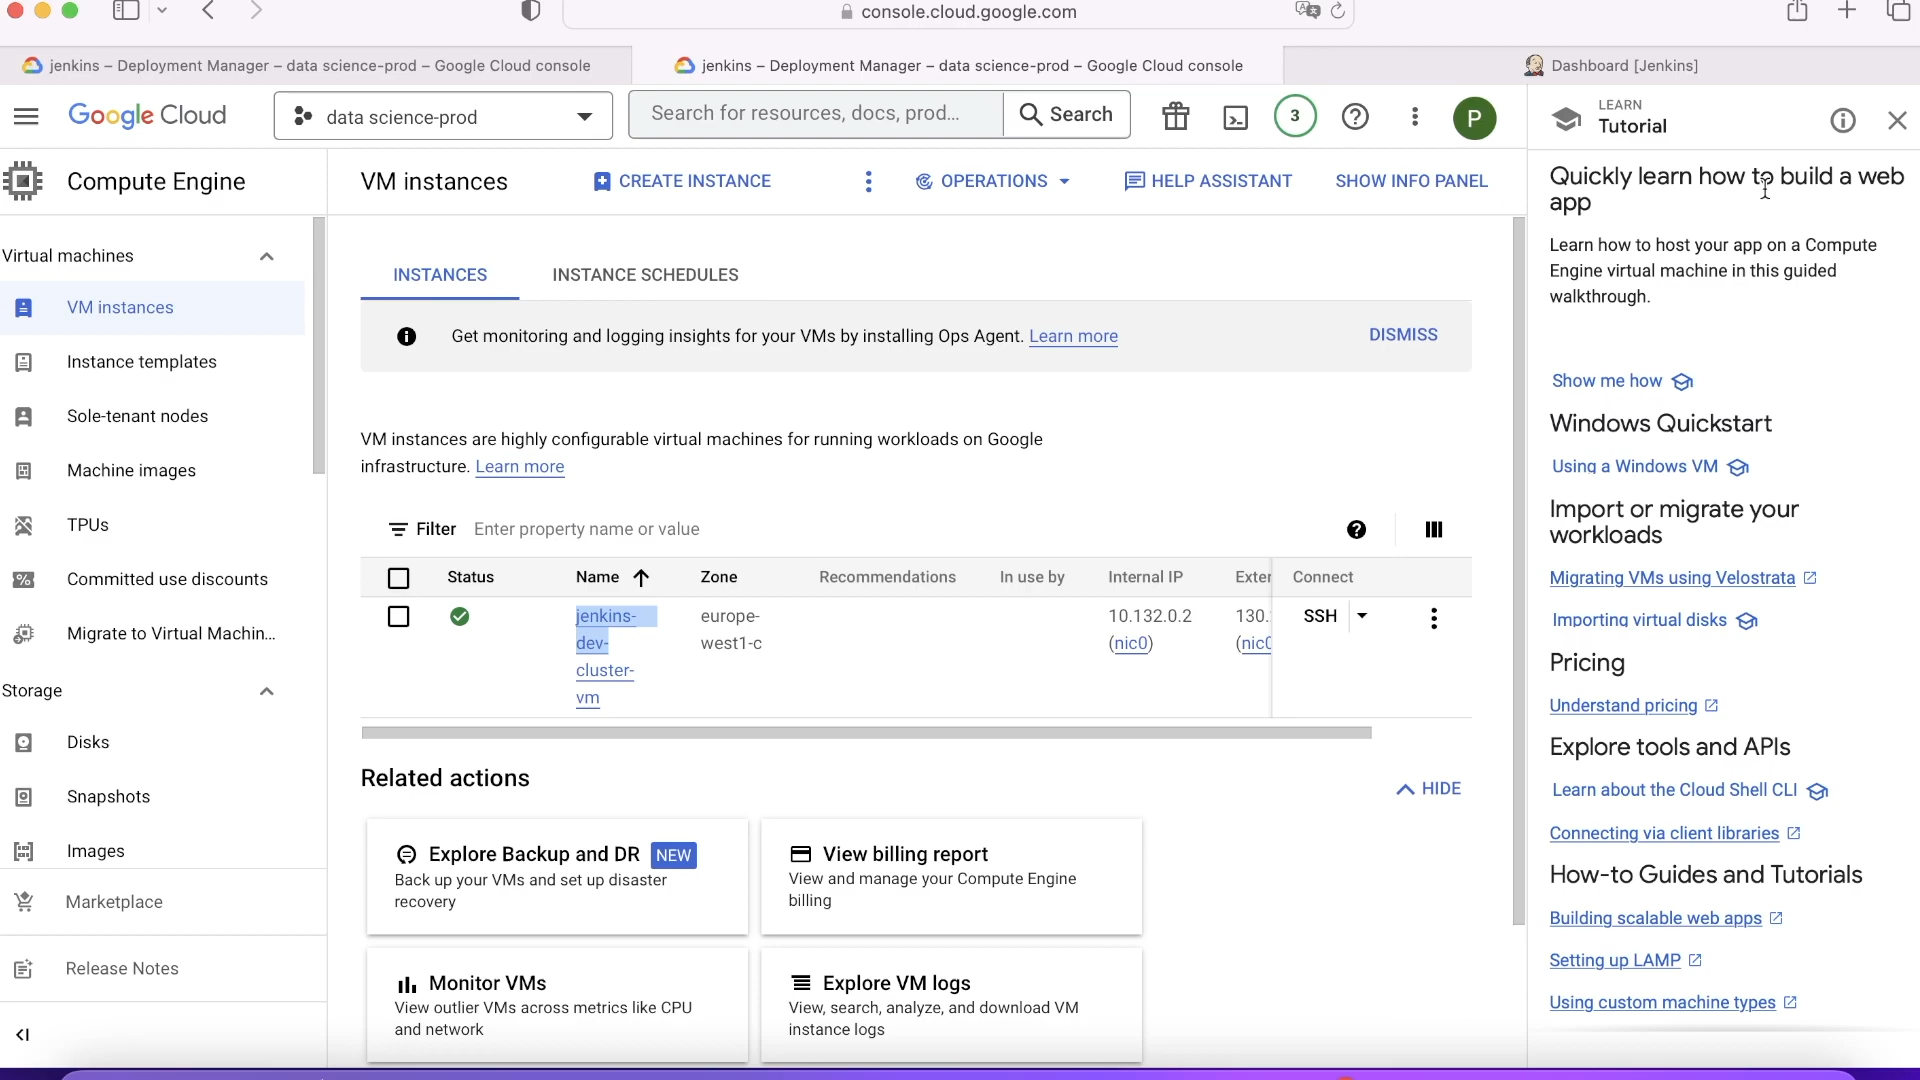 console.cloud.google.com
jenkins – Deployment Manager – data science-prod – Google Cloud console
jenkins – Deployment Manager – data science-prod – Google Cloud console
Dashboard [Jenkins]
Google Cloud
data science-prod
Search for resources, docs, prod...
Search
3
P
LEARN
Tutorial
Compute Engine
VM instances
CREATE INSTANCE
OPERATIONS
HELP ASSISTANT
SHOW INFO PANEL
Virtual machines
VM instances
Instance templates
Sole-tenant nodes
Machine images
TPUs
Committed use discounts
Migrate to Virtual Machin...
Storage
Disks
Snapshots
Images
Marketplace
Release Notes
INSTANCES
INSTANCE SCHEDULES
Get monitoring and logging insights for your VMs by installing Ops Agent. Learn more
DISMISS
VM instances are highly configurable virtual machines for running workloads on Google
infrastructure. Learn more
Filter
Enter property name or value
Status
Name
Zone
Recommendations
In use by
Internal IP
Exter
Connect
jenkins-
dev-
cluster-
vm
europe-
west1-c
10.132.0.2
(nic0)
130.
(nic0
SSH
Related actions
HIDE
Explore Backup and DR NEW
Back up your VMs and set up disaster
recovery
View billing report
View and manage your Compute Engine
billing
Monitor VMs
View outlier VMs across metrics like CPU
and network
Explore VM logs
View, search, analyze, and download VM
instance logs
Quickly learn how to build a web
app
Learn how to host your app on a Compute
Engine virtual machine in this guided
walkthrough.
Show me how
Windows Quickstart
Using a Windows VM
Import or migrate your
workloads
Migrating VMs using Velostrata
Importing virtual disks
Pricing
Understand pricing
Explore tools and APIs
Learn about the Cloud Shell CLI
Connecting via client libraries
How-to Guides and Tutorials
Building scalable web apps
Setting up LAMP
Using custom machine types